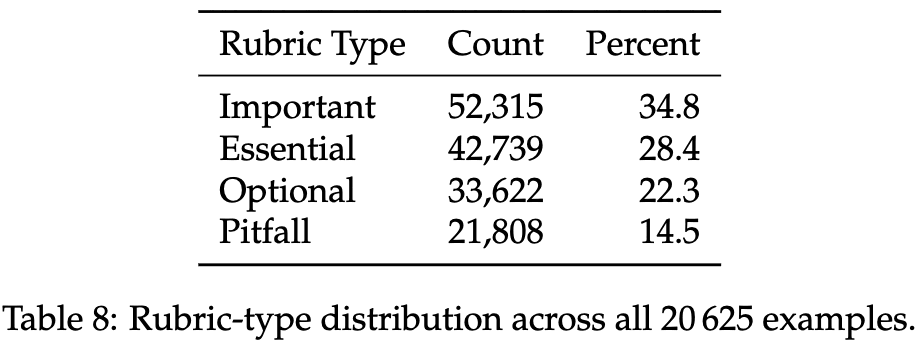 Rubric Type Count Percent
Important 52,315 34.8
Essential 42,739 28.4
Optional 33,622 22.3
Pitfall 21,808 14.5
Table 8: Rubric-type distribution across all 20 625 examples.